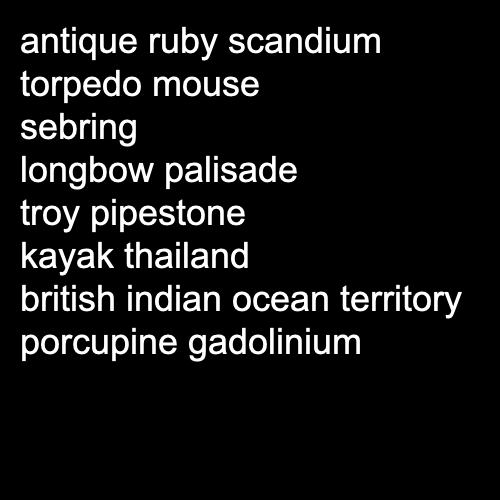 antique ruby scandium
torpedo mouse
sebring
longbow palisade
troy pipestone
kayak thailand
british indian ocean territory
porcupine gadolinium